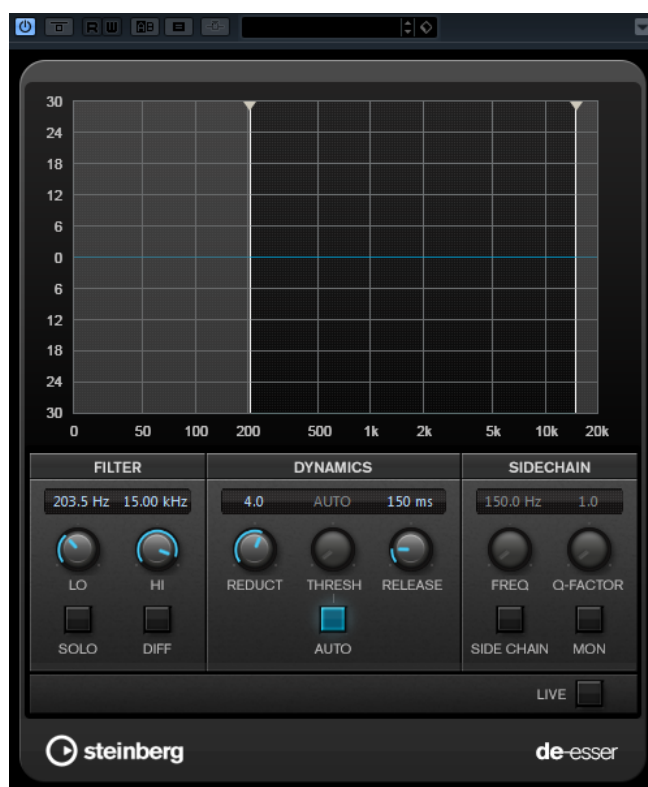 R W A B
30
24
18
12
6
0
6
12
18
24
30
0 50 100 200 500 1k 2k 5k 10k 20k
FILTER DYNAMICS SIDECHAIN
203.5 Hz 15.00 kHz 4.0 AUTO 150 ms 150.0 Hz 1.0
LO HI REDUCT THRESH RELEASE FREQ Q-FACTOR
SOLO DIFF AUTO SIDE CHAIN MON
LIVE
steinberg de-esser